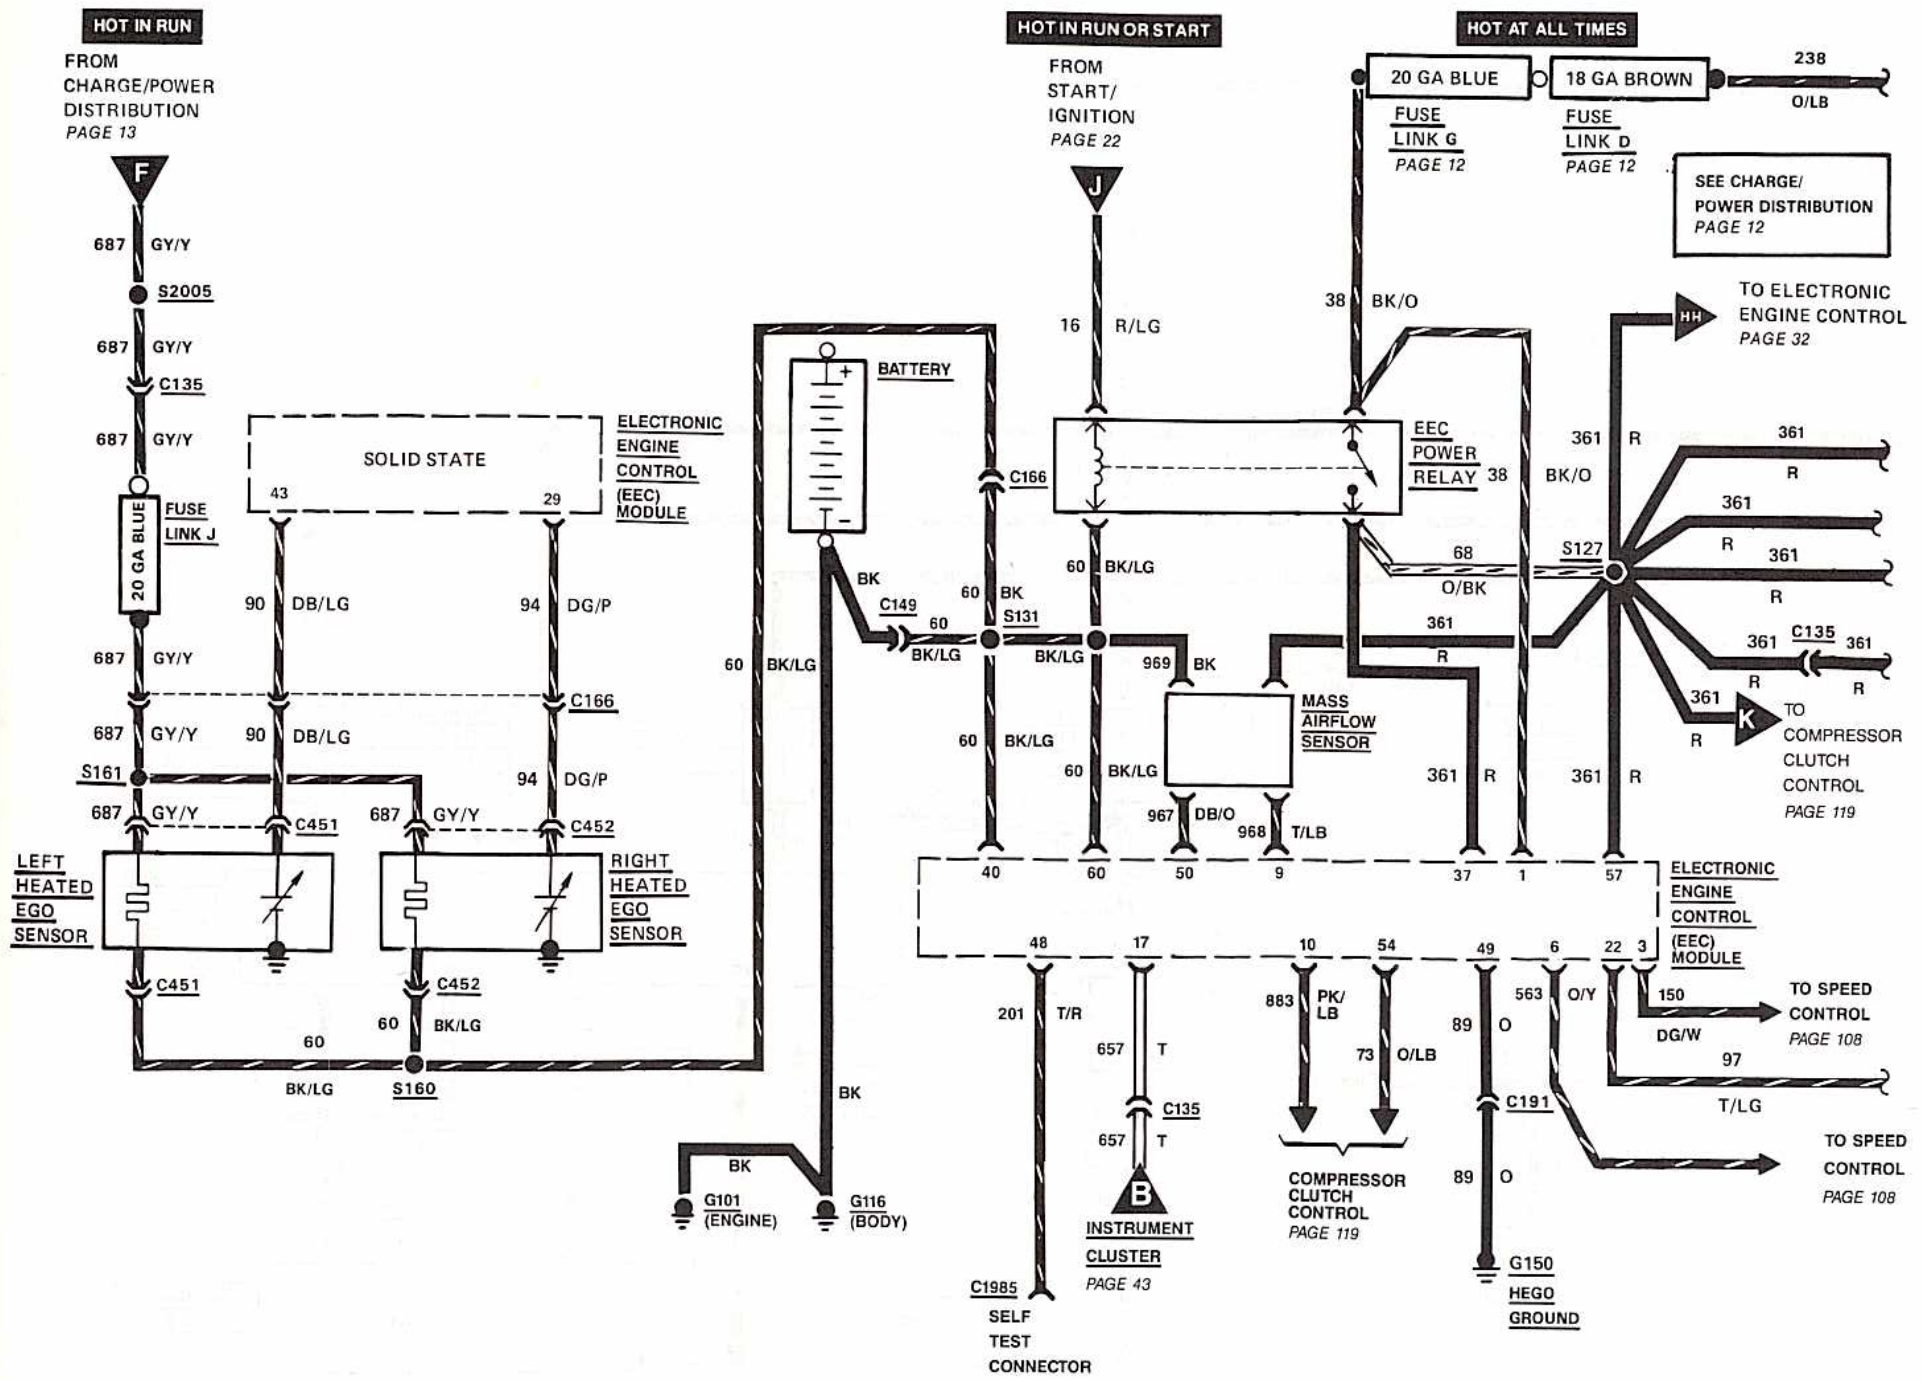 HOT IN RUN
FROM
CHARGE/POWER
DISTRIBUTION
PAGE 13
F
687 GY/Y
S2005
687 GY/Y
C135
687 GY/Y
20 GA BLUE
FUSE
LINK J
687 GY/Y
C166
687 GY/Y
S161
687 GY/Y
C451
LEFT
HEATED
EGO
SENSOR
C451
SOLID STATE
43
29
ELECTRONIC
ENGINE
CONTROL
(EEC)
MODULE
90 DB/LG
94 DG/P
90 DB/LG
94 DG/P
687 GY/Y
C452
RIGHT
HEATED
EGO
SENSOR
C452
60 BK/LG
60
BK/LG
S160
60 BK/LG
BATTERY
+
-
BK
C149
60
BK/LG
BK
BK
G101
(ENGINE)
G116
(BODY)
HOT IN RUN OR START
FROM
START/
IGNITION
PAGE 22
J
16 R/LG
C166
60 BK
S131
BK/LG
60 BK/LG
60 BK/LG
60 BK/LG
EEC
POWER
RELAY
969 BK
MASS
AIRFLOW
SENSOR
967 DB/O
968 T/LB
HOT AT ALL TIMES
20 GA BLUE
18 GA BROWN
238
O/LB
FUSE
LINK G
PAGE 12
FUSE
LINK D
PAGE 12
SEE CHARGE/
POWER DISTRIBUTION
PAGE 12
38 BK/O
HH
TO ELECTRONIC
ENGINE CONTROL
PAGE 32
38 BK/O
361 R
361
R
361
R
S127
361
R
68
O/BK
361
R
361 C135 361
R R
361
R
K
TO
COMPRESSOR
CLUTCH
CONTROL
PAGE 119
361 R
361 R
40 60 50 9 37 1 57
ELECTRONIC
ENGINE
CONTROL
(EEC)
MODULE
48 17 10 54 49 6 22 3
201 T/R
C1985
SELF
TEST
CONNECTOR
657 T
C135
657 T
B
INSTRUMENT
CLUSTER
PAGE 43
883 PK/
LB
73 O/LB
COMPRESSOR
CLUTCH
CONTROL
PAGE 119
89 O
C191
89 O
G150
HEGO
GROUND
563 O/Y
150
DG/W
TO SPEED
CONTROL
PAGE 108
97
T/LG
TO SPEED
CONTROL
PAGE 108